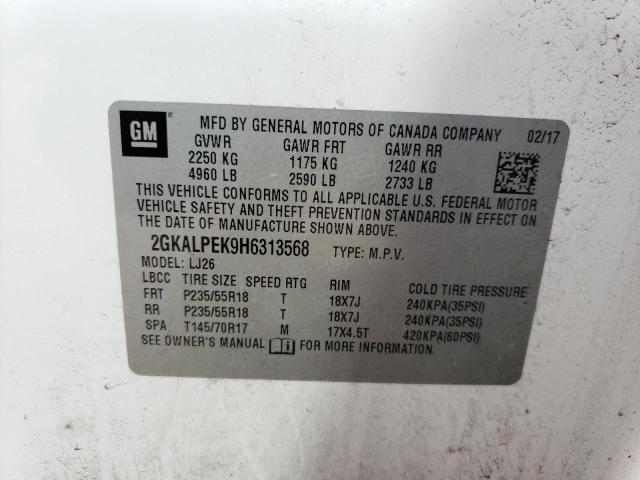 GM
MFD BY GENERAL MOTORS OF CANADA COMPANY 02/17
GVWR GAWR FRT GAWR RR
2250 KG 1175 KG 1240 KG
4960 LB 2590 LB 2733 LB
THIS VEHICLE CONFORMS TO ALL APPLICABLE U.S. FEDERAL MOTOR
VEHICLE SAFETY AND THEFT PREVENTION STANDARDS IN EFFECT ON
THE DATE OF MANUFACTURE SHOWN ABOVE.
2GKALPEK9H6313568 TYPE: M.P.V.
MODEL: LJ26
LBCC TIRE SIZE SPEED RTG RIM COLD TIRE PRESSURE
FRT P235/55R18 T 18X7J 240KPA(35PSI)
RR P235/55R18 T 18X7J 240KPA(35PSI)
SPA T145/70R17 M 17X4.5T 420KPA(60PSI)
SEE OWNER'S MANUAL FOR MORE INFORMATION.